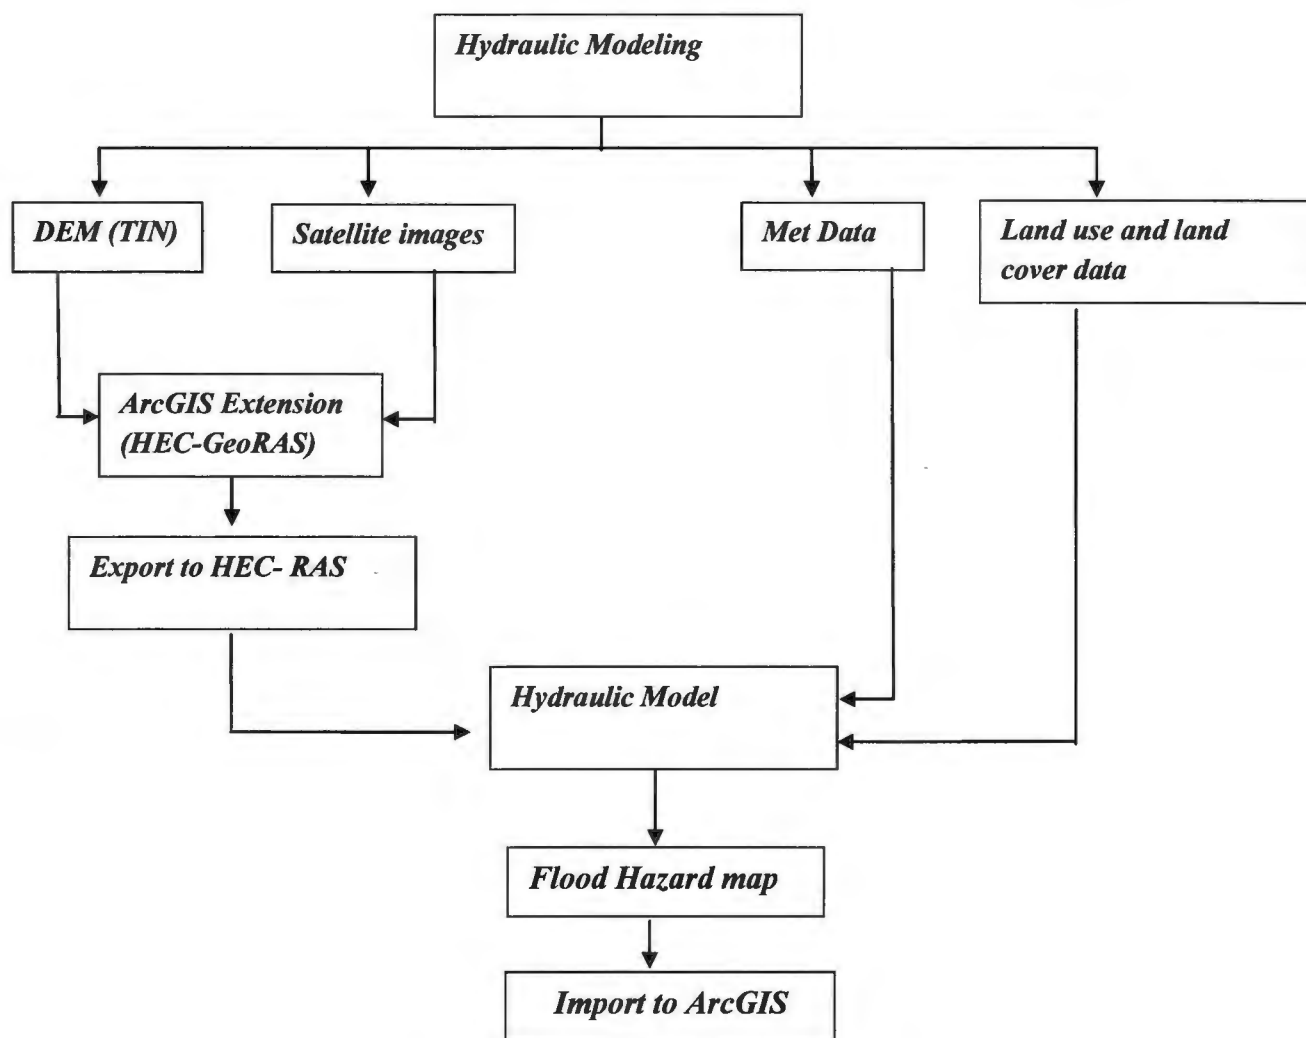 Hydraulic Modeling
DEM (TIN)
Satellite images
Met Data
Land use and land
cover data
ArcGIS Extension
(HEC-GeoRAS)
Export to HEC- RAS
Hydraulic Model
Flood Hazard map
Import to ArcGIS